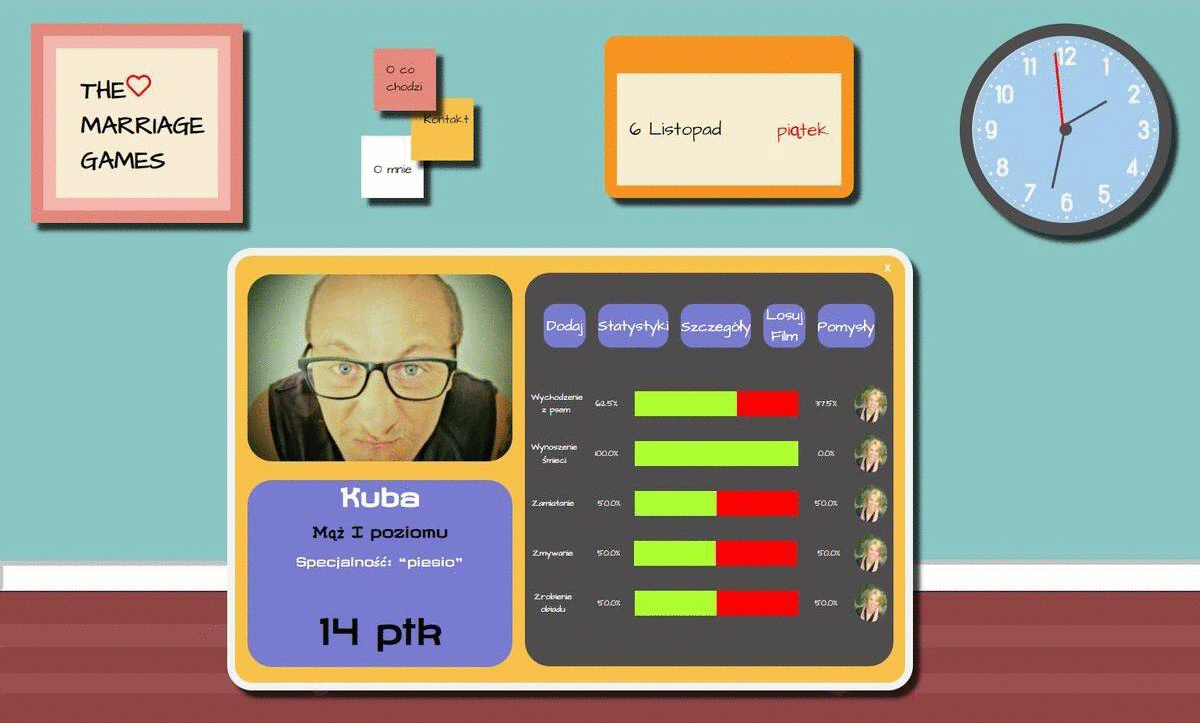 THE
MARRIAGE
GAMES
O co
chodzi
Kontakt
O mnie
6 Listopad
piątek
12
1
2
3
4
5
6
7
8
9
10
11
x
Kuba
Mąż I poziomu
Specjalność: “piesio”
14 ptk
Dodaj
Statystyki
Szczegóły
Losuj
Film
Pomysły
Wychodzenie
z psem
62.5%
37.5%
Wynoszenie
śmieci
100.0%
0.0%
Zamiatanie
50.0%
50.0%
Zmywanie
50.0%
50.0%
Zrobienie
obiadu
50.0%
50.0%